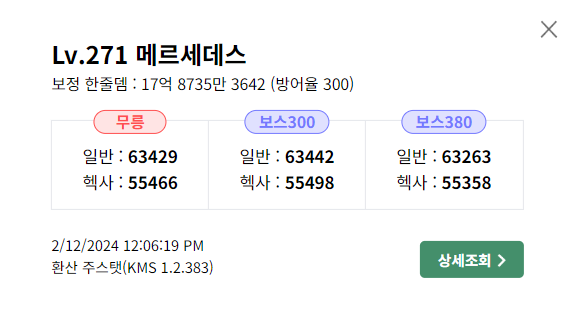 Lv.271 메르세데스
보정 한줄뎀 : 17억 8735만 3642 (방어율 300)
무릉
일반 : 63429
헥사 : 55466
보스300
일반 : 63442
헥사 : 55498
보스380
일반 : 63263
헥사 : 55358
2/12/2024 12:06:19 PM
환산 주스탯(KMS 1.2.383)
상세조회 >